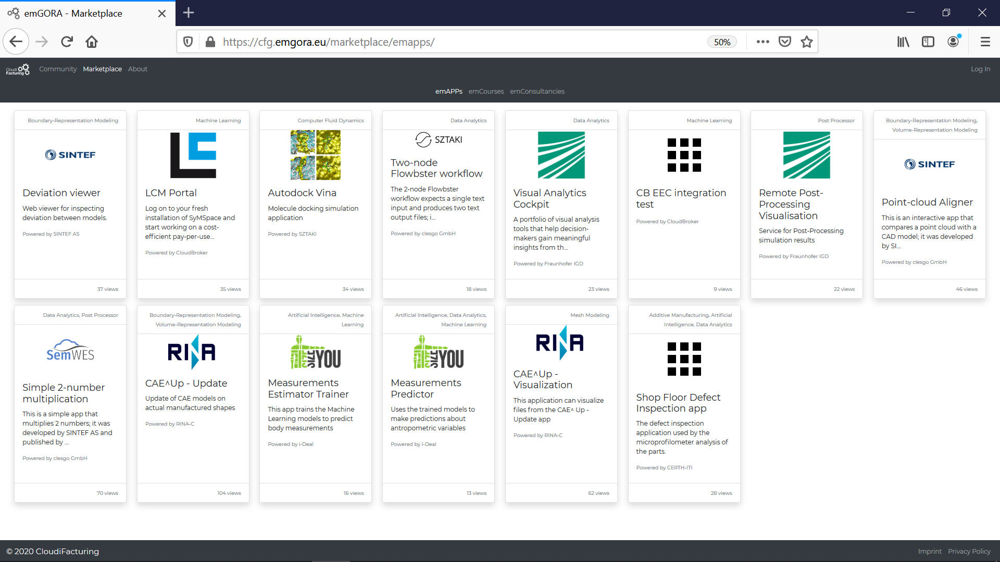 emGORA - Marketplace
https://cfg.emgora.eu/marketplace/emapps/
50%
Cloudi
Facturing
Community Marketplace About
Log In
emAPPs emCourses emConsultancies
Boundary-Representation Modeling
SINTEF
Deviation viewer
Web viewer for inspecting
deviation between models.
Powered by SINTEF AS
37 views
Machine Learning
LCM Portal
Log on to your fresh
installation of SyMSpace and
start working on a cost-
efficient pay-per-use...
Powered by CloudBroker
35 views
Computer Fluid Dynamics
Autodock Vina
Molecule docking simulation
application
Powered by SZTAKI
34 views
Data Analytics
SZTAKI
Two-node
Flowbster workflow
The 2-node Flowbster
workflow expects a single text
input and produces two text
output files; i...
Powered by clesgo GmbH
18 views
Data Analytics
Visual Analytics
Cockpit
A portfolio of visual analysis
tools that help decision-
makers gain meaningful
insights from th...
Powered by Fraunhofer IGD
23 views
Machine Learning
CB EEC integration
test
Powered by CloudBroker
9 views
Post Processor
Remote Post-
Processing
Visualisation
Service for Post-Processing
simulation results
Powered by Fraunhofer IGD
22 views
Boundary-Representation Modeling,
Volume-Representation Modeling
SINTEF
Point-cloud Aligner
This is an interactive app that
compares a point cloud with a
CAD model; it was developed
by SI...
Powered by clesgo GmbH
46 views
Data Analytics, Post Processor
SemWES
Simple 2-number
multiplication
This is a simple app that
multiplies 2 numbers; it was
developed by SINTEF AS and
published by ...
Powered by clesgo GmbH
70 views
Boundary-Representation Modeling,
Volume-Representation Modeling
RINA
CAE^Up - Update
Update of CAE models on
actual manufactured shapes
Powered by RINA-C
104 views
Artificial Intelligence, Machine
Learning
SIZE YOU
Measurements
Estimator Trainer
This app trains the Machine
Learning models to predict
body measurements
Powered by i-Deal
16 views
Artificial Intelligence, Data Analytics,
Machine Learning
SIZE YOU
Measurements
Predictor
Uses the trained models to
make predictions about
antropometric variables
Powered by i-Deal
13 views
Mesh Modeling
RINA
CAE^Up -
Visualization
This application can visualize
files from the CAE^ Up -
Update app
Powered by RINA-C
62 views
Additive Manufacturing, Artificial
Intelligence, Data Analytics
Shop Floor Defect
Inspection app
The defect inspection
application used by the
microprofilometer analysis of
the parts.
Powered by CERTH-ITI
28 views
© 2020 CloudiFacturing
Imprint Privacy Policy